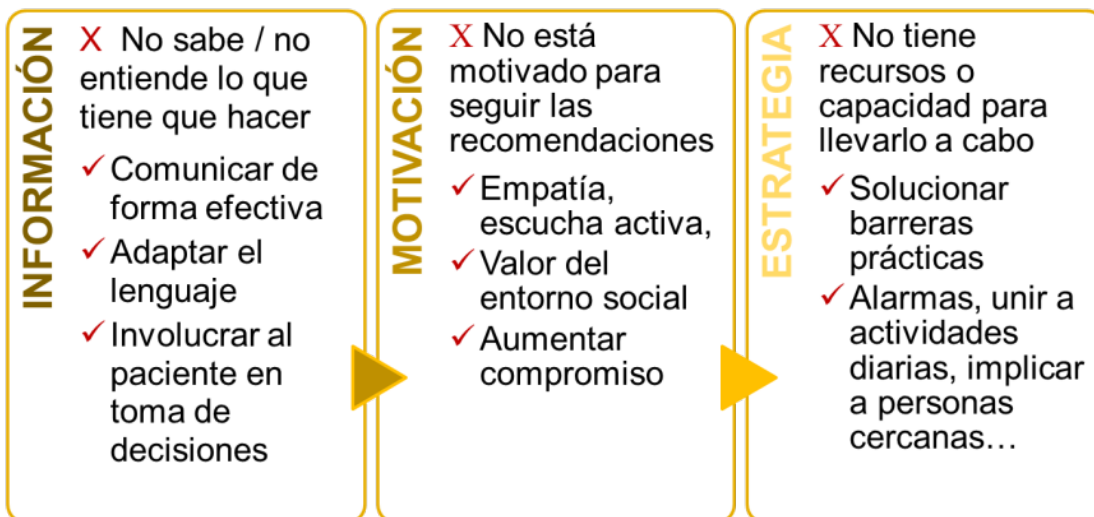 INFORMACIÓN
X No sabe / no
entiende lo que
tiene que hacer
✓ Comunicar de
forma efectiva
✓ Adaptar el
lenguaje
✓ Involucrar al
paciente en
toma de
decisiones
MOTIVACIÓN
X No está
motivado para
seguir las
recomendaciones
✓ Empatía,
escucha activa,
✓ Valor del
entorno social
✓ Aumentar
compromiso
ESTRATEGIA
X No tiene
recursos o
capacidad para
llevarlo a cabo
✓ Solucionar
barreras
prácticas
✓ Alarmas, unir a
actividades
diarias, implicar
a personas
cercanas…